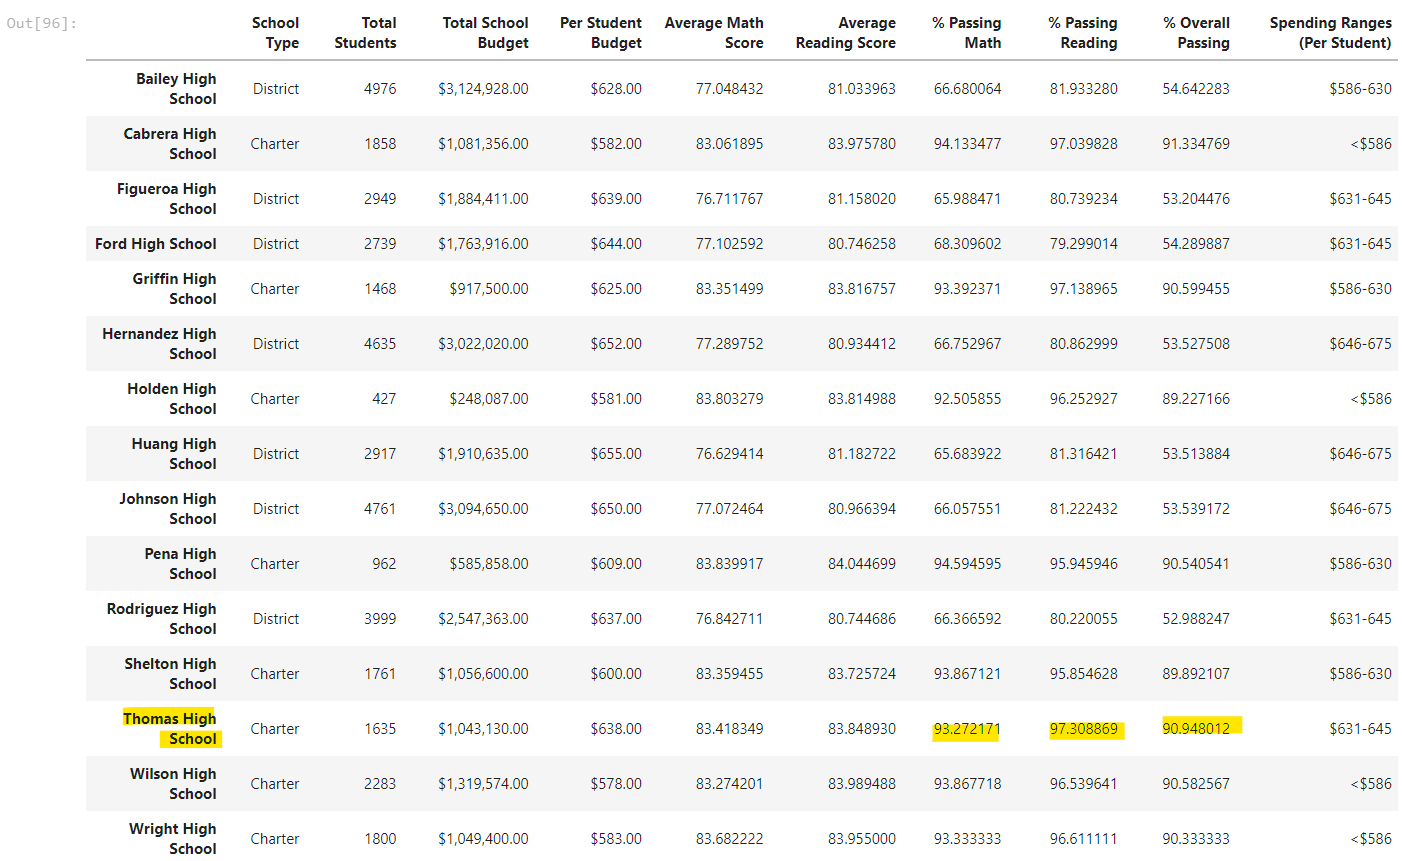 Out[96]:
School Type Total Students Total School Budget Per Student Budget Average Math Score Average Reading Score % Passing Math % Passing Reading % Overall Passing Spending Ranges (Per Student)
Bailey High School District 4976 $3,124,928.00 $628.00 77.048432 81.033963 66.680064 81.933280 54.642283 $586-630
Cabrera High School Charter 1858 $1,081,356.00 $582.00 83.061895 83.975780 94.133477 97.039828 91.334769 <$586
Figueroa High School District 2949 $1,884,411.00 $639.00 76.711767 81.158020 65.988471 80.739234 53.204476 $631-645
Ford High School District 2739 $1,763,916.00 $644.00 77.102592 80.746258 68.309602 79.299014 54.289887 $631-645
Griffin High School Charter 1468 $917,500.00 $625.00 83.351499 83.816757 93.392371 97.138965 90.599455 $586-630
Hernandez High School District 4635 $3,022,020.00 $652.00 77.289752 80.934412 66.752967 80.862999 53.527508 $646-675
Holden High School Charter 427 $248,087.00 $581.00 83.803279 83.814988 92.505855 96.252927 89.227166 <$586
Huang High School District 2917 $1,910,635.00 $655.00 76.629414 81.182722 65.683922 81.316421 53.513884 $646-675
Johnson High School District 4761 $3,094,650.00 $650.00 77.072464 80.966394 66.057551 81.222432 53.539172 $646-675
Pena High School Charter 962 $585,858.00 $609.00 83.839917 84.044699 94.594595 95.945946 90.540541 $586-630
Rodriguez High School District 3999 $2,547,363.00 $637.00 76.842711 80.744686 66.366592 80.220055 52.988247 $631-645
Shelton High School Charter 1761 $1,056,600.00 $600.00 83.359455 83.725724 93.867121 95.854628 89.892107 $586-630
Thomas High School Charter 1635 $1,043,130.00 $638.00 83.418349 83.848930 93.272171 97.308869 90.948012 $631-645
Wilson High School Charter 2283 $1,319,574.00 $578.00 83.274201 83.989488 93.867718 96.539641 90.582567 <$586
Wright High School Charter 1800 $1,049,400.00 $583.00 83.682222 83.955000 93.333333 96.611111 90.333333 <$586